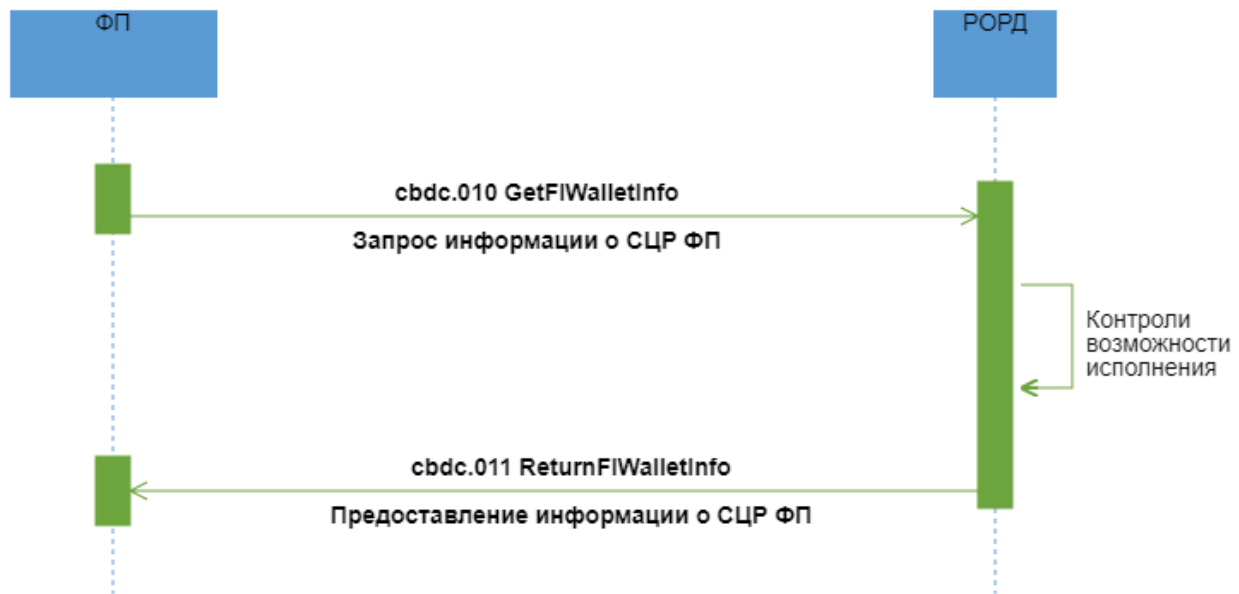 ФП
РОРД
cbdc.010 GetFIWalletInfo
Запрос информации о СЦР ФП
Контроли
возможности
исполнения
cbdc.011 ReturnFIWalletInfo
Предоставление информации о СЦР ФП